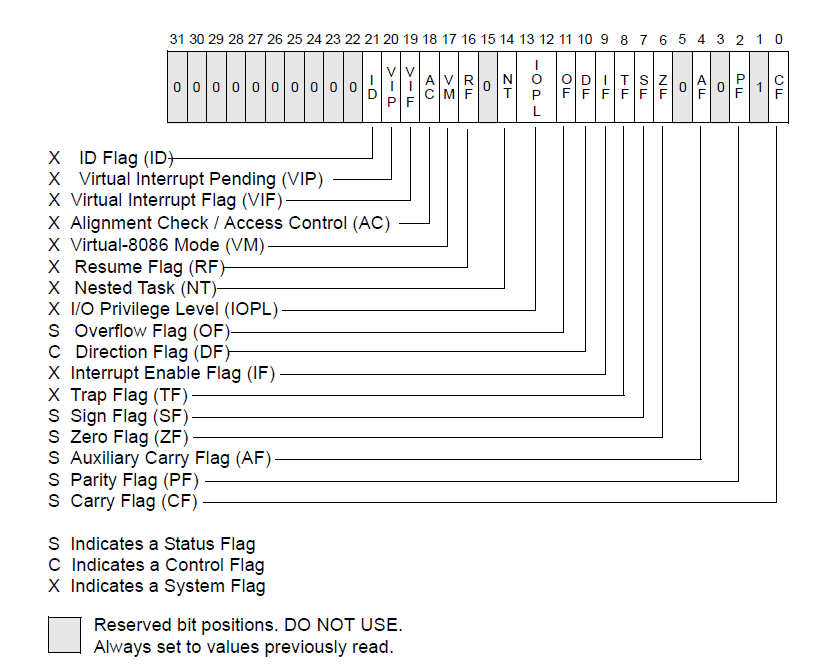 31 30 29 28 27 26 25 24 23 22 21 20 19 18 17 16 15 14 13 12 11 10 9 8 7 6 5 4 3 2 1 0
0 0 0 0 0 0 0 0 0 0 ID VIP VIF AC VM RF 0 NT IOPL OF DF IF TF SF ZF 0 AF 0 PF 1 CF
X ID Flag (ID)
X Virtual Interrupt Pending (VIP)
X Virtual Interrupt Flag (VIF)
X Alignment Check / Access Control (AC)
X Virtual-8086 Mode (VM)
X Resume Flag (RF)
X Nested Task (NT)
X I/O Privilege Level (IOPL)
S Overflow Flag (OF)
C Direction Flag (DF)
X Interrupt Enable Flag (IF)
X Trap Flag (TF)
S Sign Flag (SF)
S Zero Flag (ZF)
S Auxiliary Carry Flag (AF)
S Parity Flag (PF)
S Carry Flag (CF)
S Indicates a Status Flag
C Indicates a Control Flag
X Indicates a System Flag
Reserved bit positions. DO NOT USE.
Always set to values previously read.